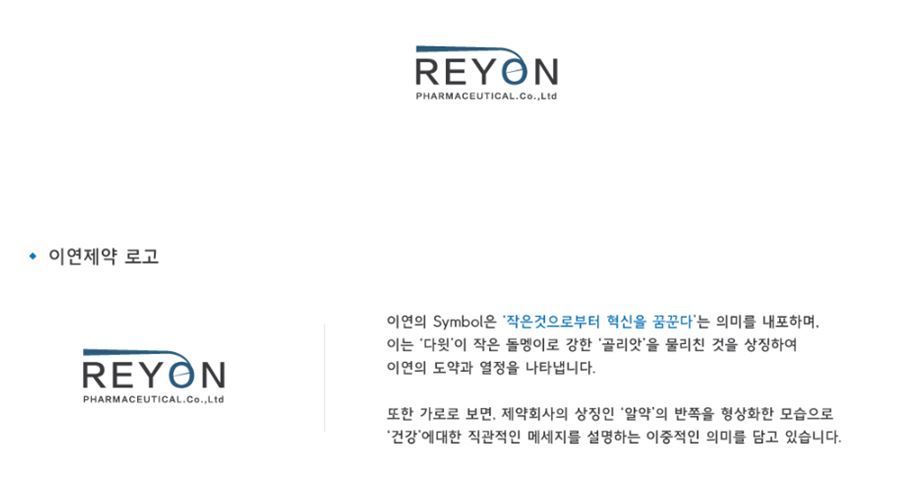 REYON
PHARMACEUTICAL.Co.,Ltd
이연제약 로고
REYON
PHARMACEUTICAL.Co.,Ltd
이연의 Symbol은 '작은것으로부터 혁신을 꿈꾼다'는 의미를 내포하며,
이는 '다윗'이 작은 돌멩이로 강한 '골리앗'을 물리친 것을 상징하여
이연의 도약과 열정을 나타냅니다.
또한 가로로 보면, 제약회사의 상징인 '알약'의 반쪽을 형상화한 모습으로
'건강'에대한 직관적인 메세지를 설명하는 이중적인 의미를 담고 있습니다.